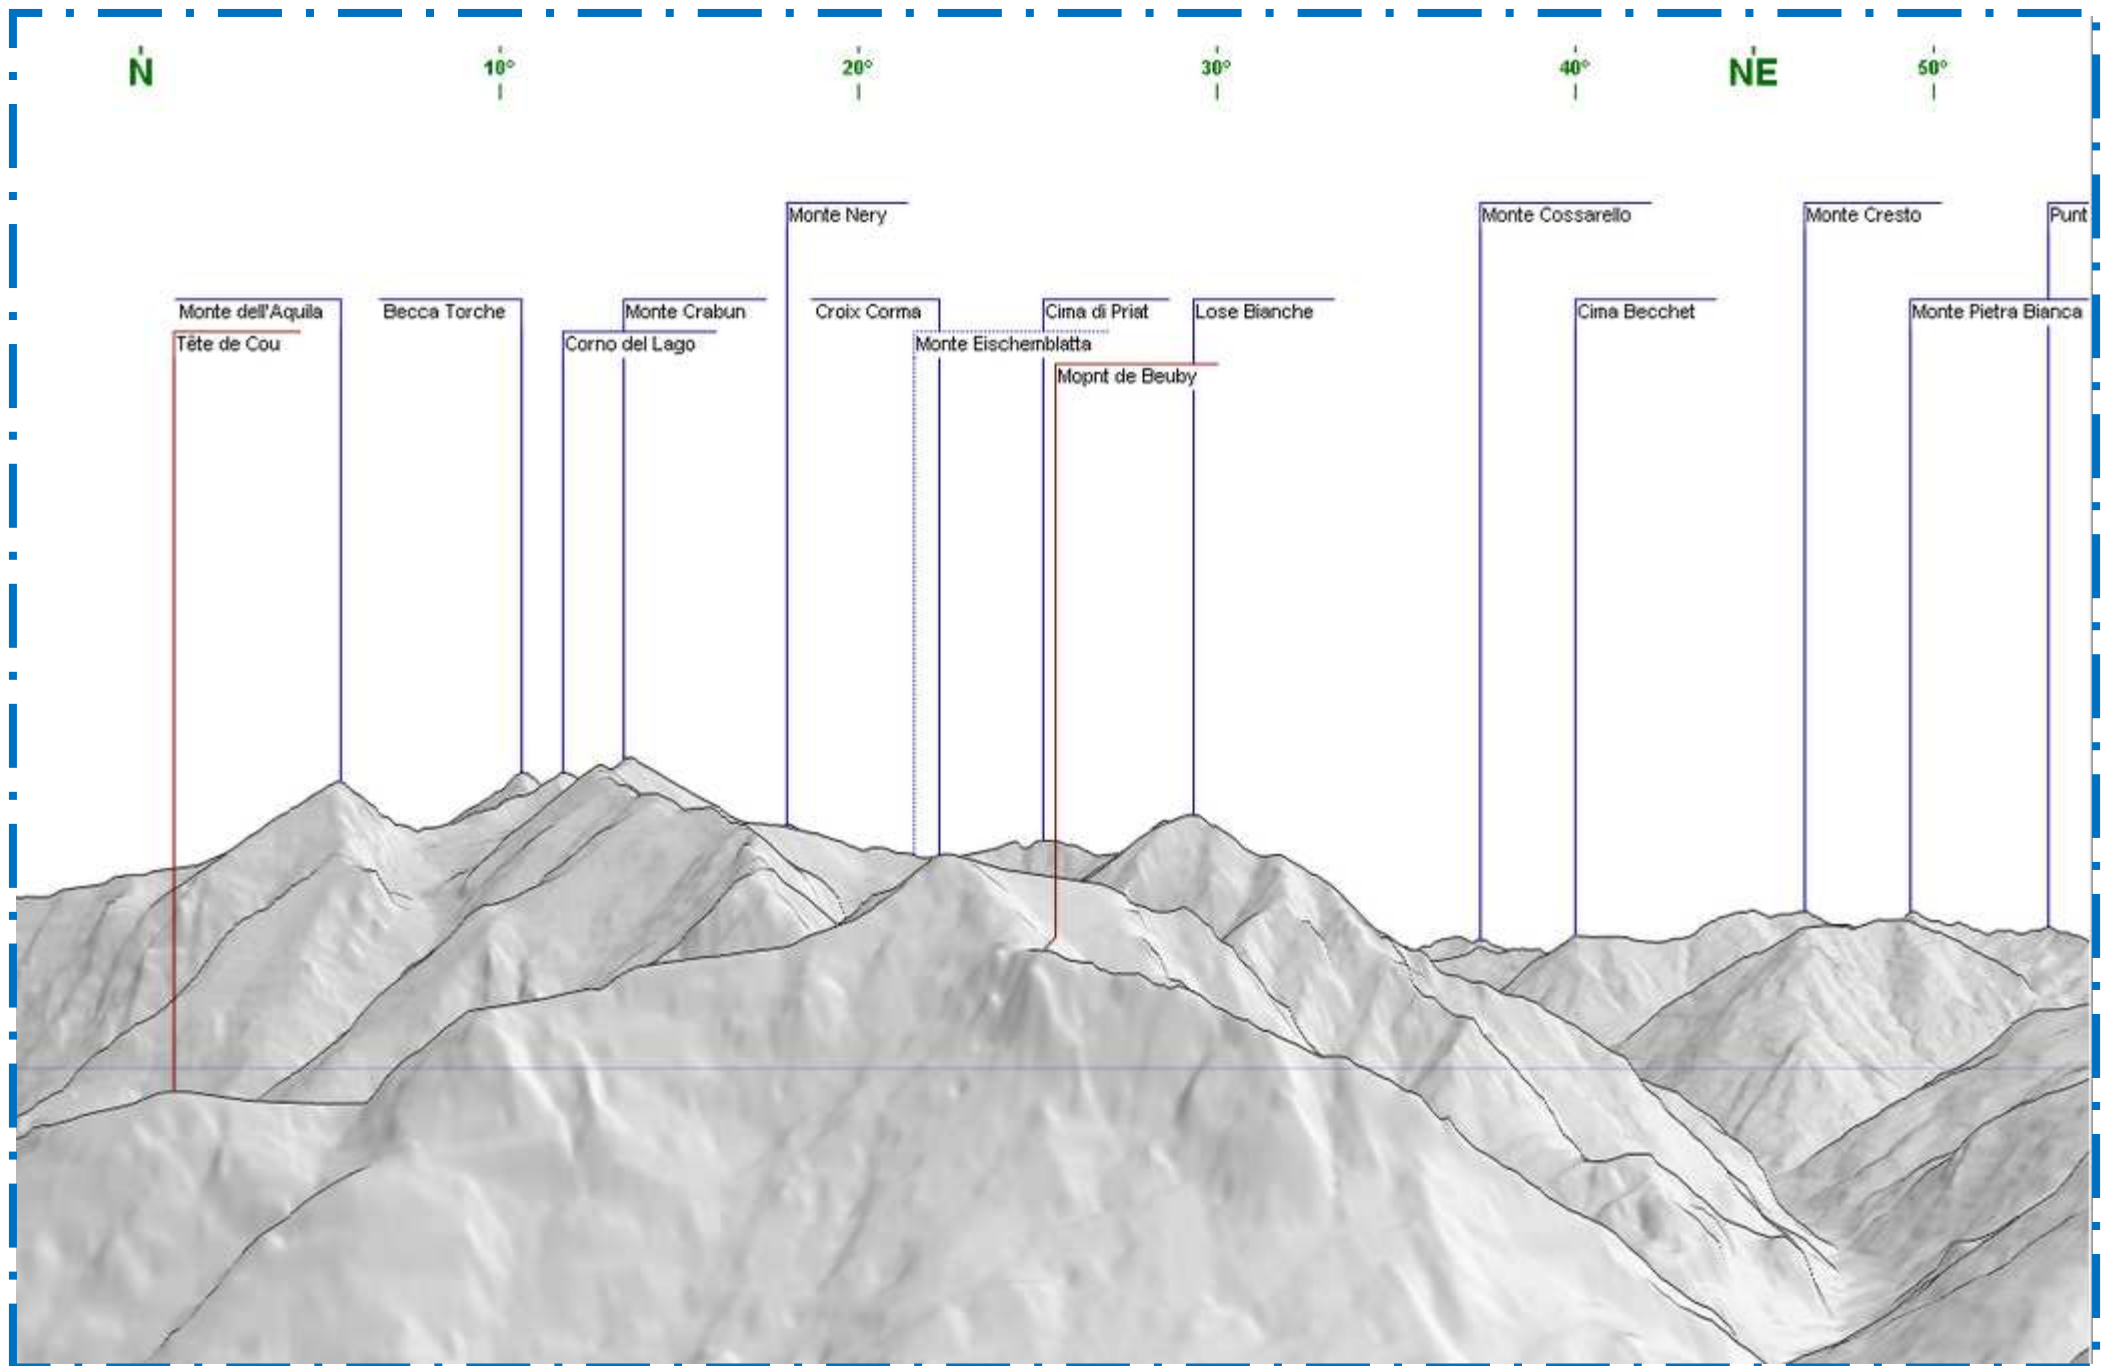 N 10° 20° 30° 40° NE 50°
Monte Nery Monte Cossarello Monte Cresto Punt
Monte dell'Aquila Becca Torche Monte Crabun Croix Corma Cima di Priat Lose Bianche Cima Becchet Monte Pietra Bianca
Tête de Cou Corno del Lago Monte Eischemblatta
Mopnt de Beuby